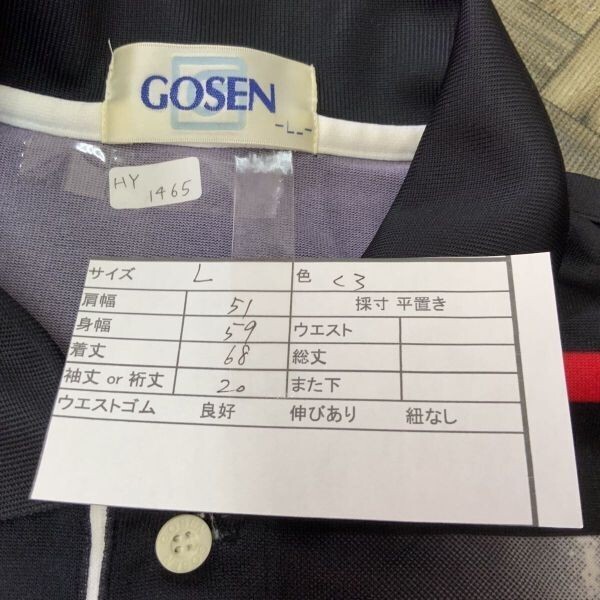 GOSEN
-L-
HY
1465
サイズ L 色 くろ
肩幅 51 採寸 平置き
身幅 59 ウエスト
着丈 68 総丈
袖丈 or 裄丈 20 また下
ウエストゴム 良好 伸びあり 紐なし